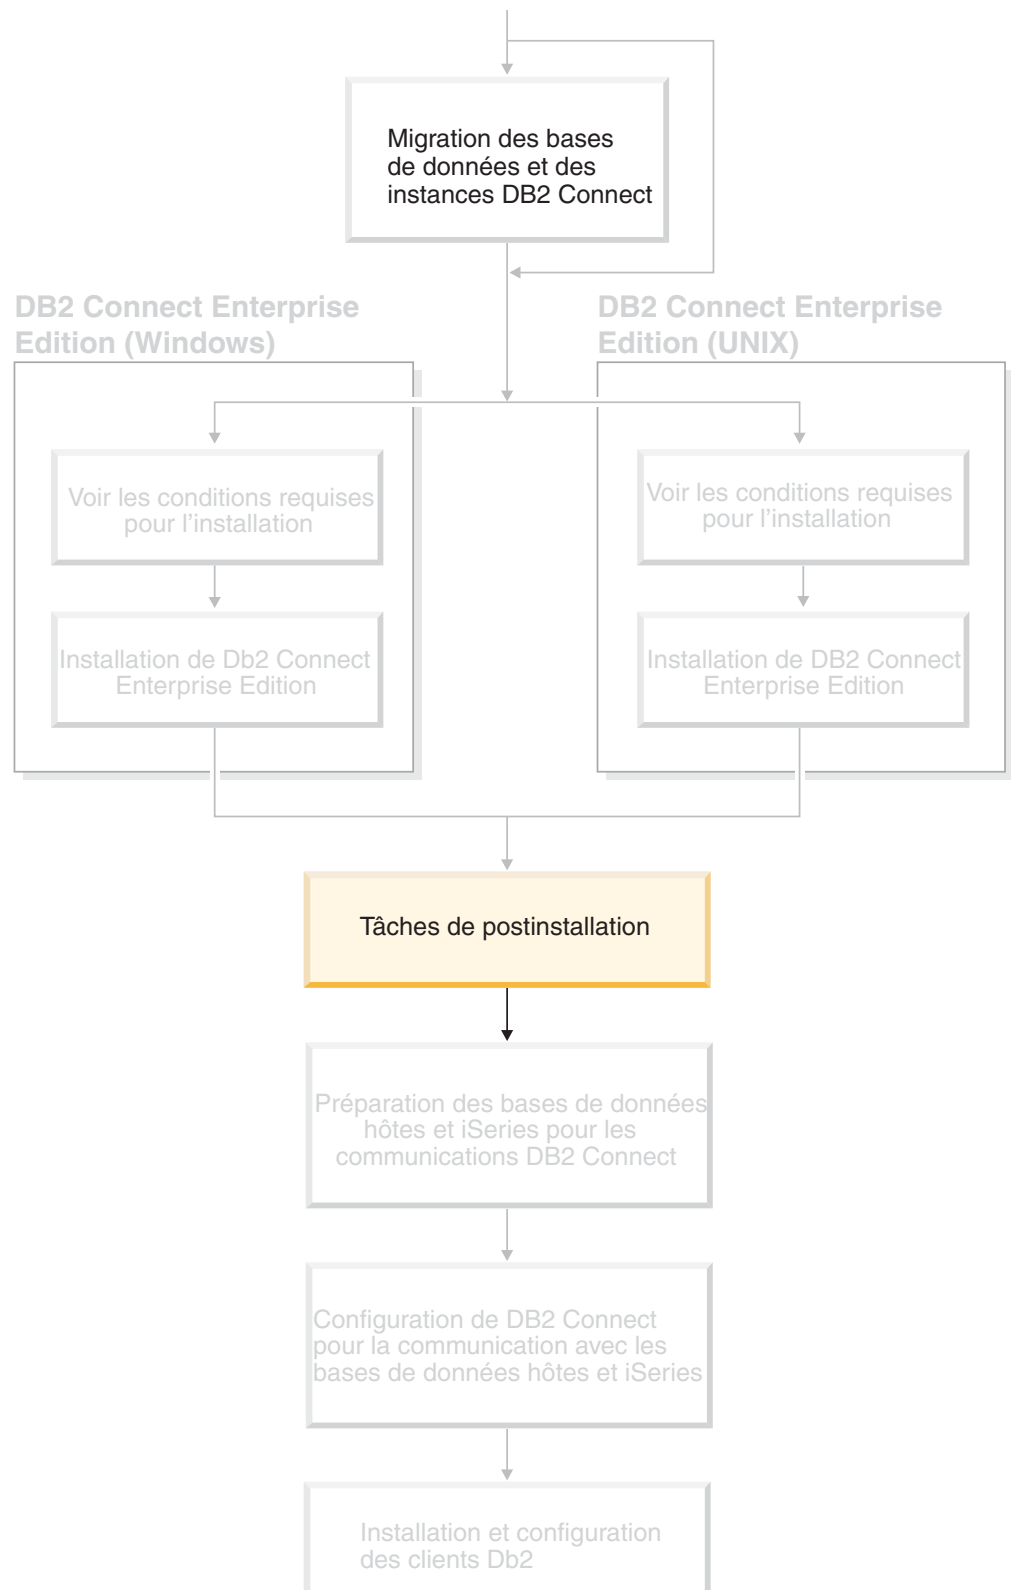 Migration des bases
de données et des
instances DB2 Connect
DB2 Connect Enterprise
Edition (Windows)
DB2 Connect Enterprise
Edition (UNIX)
Voir les conditions requises
pour l'installation
Voir les conditions requises
pour l'installation
Installation de Db2 Connect
Enterprise Edition
Installation de DB2 Connect
Enterprise Edition
Tâches de postinstallation
Préparation des bases de données
hôtes et iSeries pour les
communications DB2 Connect
Configuration de DB2 Connect
pour la communication avec les
bases de données hôtes et iSeries
Installation et configuration
des clients Db2